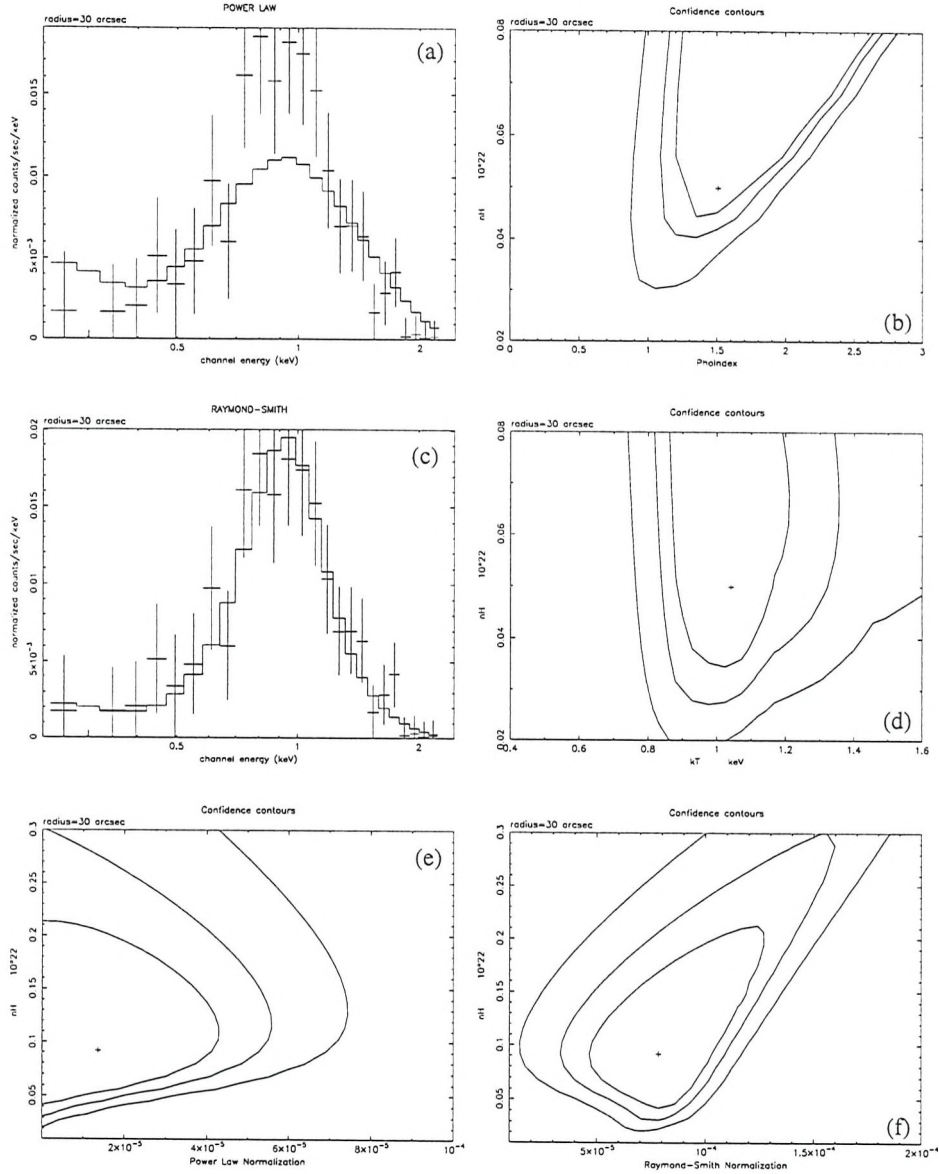 POWER LAW
radius=30 arcsec
(a)
normalized counts/sec/keV
0
5×10⁻³
0.01
0.015
0.5
1
2
channel energy (keV)
Confidence contours
radius=30 arcsec
nH 10^22
0.02
0.04
0.06
0.08
(b)
0
0.5
1
1.5
2
2.5
3
PhoIndex
RAYMOND-SMITH
radius=30 arcsec
(c)
normalized counts/sec/keV
0
5×10⁻³
0.01
0.015
0.02
0.5
1
2
channel energy (keV)
Confidence contours
radius=30 arcsec
nH 10^22
0.02
0.04
0.06
0.08
(d)
0.4
0.6
0.8
1
1.2
1.4
1.6
kT keV
Confidence contours
radius=30 arcsec
(e)
nH 10^22
0.05
0.1
0.15
0.2
0.25
0.3
2×10⁻⁵
4×10⁻⁵
6×10⁻⁵
8×10⁻⁵
10⁻⁴
Power Law Normalization
Confidence contours
radius=30 arcsec
nH 10^22
0.05
0.1
0.15
0.2
0.25
0.3
(f)
5×10⁻⁵
10⁻⁴
1.5×10⁻⁴
2×10⁻⁴
Raymond-Smith Normalization